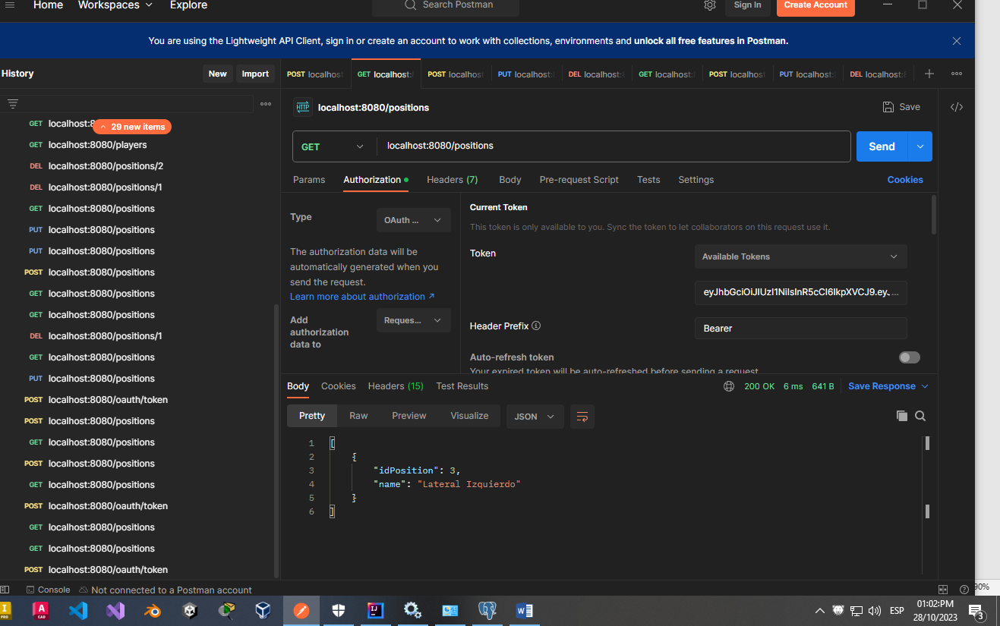 Home Workspaces Explore Search Postman Sign In Create Account
You are using the Lightweight API Client, sign in or create an account to work with collections, environments and unlock all free features in Postman.
History New Import
POST localhost GET localhost: POST localhost PUT localhost: DEL localhost: GET localhost: POST localhost PUT localhost: DEL localhost:
29 new items
GET localhost:8
GET localhost:8080/players
DEL localhost:8080/positions/2
DEL localhost:8080/positions/1
GET localhost:8080/positions
PUT localhost:8080/positions
PUT localhost:8080/positions
POST localhost:8080/positions
GET localhost:8080/positions
GET localhost:8080/positions
DEL localhost:8080/positions/1
GET localhost:8080/positions
PUT localhost:8080/positions
POST localhost:8080/oauth/token
POST localhost:8080/positions
GET localhost:8080/positions
POST localhost:8080/positions
GET localhost:8080/positions
POST localhost:8080/oauth/token
GET localhost:8080/positions
GET localhost:8080/positions
POST localhost:8080/oauth/token
HTTP localhost:8080/positions Save
GET localhost:8080/positions Send
Params Authorization Headers (7) Body Pre-request Script Tests Settings Cookies
Type OAuth ...
The authorization data will be
automatically generated when you
send the request.
Learn more about authorization
Add
authorization
data to
Reques...
Current Token
This token is only available to you. Sync the token to let collaborators on this request use it.
Token Available Tokens
Header Prefix Bearer
Auto-refresh token
Your expired token will be auto-refreshed before sending a request.
Body Cookies Headers (15) Test Results 200 OK 6 ms 641 B Save Response
Pretty Raw Preview Visualize JSON
1 [
2 {
3 "idPosition": 3,
4 "name": "Lateral Izquierdo"
5 }
6 ]
Console Not connected to a Postman account
90%
I PRO A CAD IJ W
ESP
01:02:PM
28/10/2023
3